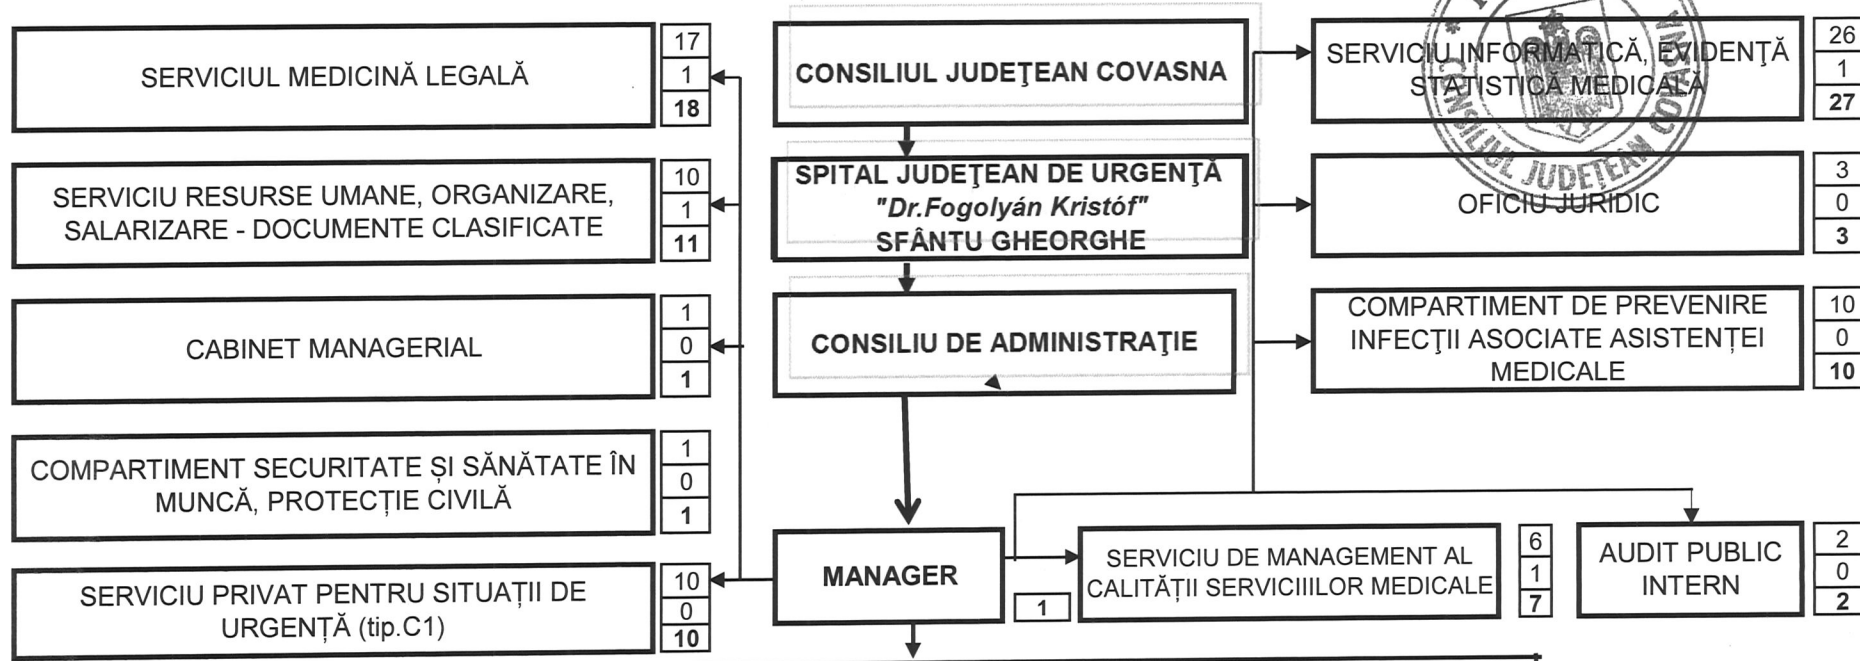 SERVICIUL MEDICINĂ LEGALĂ
17
1
18
SERVICIU RESURSE UMANE, ORGANIZARE,
SALARIZARE - DOCUMENTE CLASIFICATE
10
1
11
CABINET MANAGERIAL
1
0
1
COMPARTIMENT SECURITATE ȘI SĂNĂTATE ÎN
MUNCĂ, PROTECȚIE CIVILĂ
1
0
1
SERVICIU PRIVAT PENTRU SITUAȚII DE
URGENȚĂ (tip.C1)
10
0
10
CONSILIUL JUDEŢEAN COVASNA
SPITAL JUDEŢEAN DE URGENŢĂ
"Dr.Fogolyán Kristóf"
SFÂNTU GHEORGHE
CONSILIU DE ADMINISTRAŢIE
MANAGER
1
SERVICIU DE MANAGEMENT AL
CALITĂȚII SERVICIIILOR MEDICALE
6
1
7
SERVICIU INFORMATICĂ, EVIDENŢĂ
STATISTICĂ MEDICALĂ
26
1
27
CONSILIUL JUDEȚEAN COVASNA
OFICIU JURIDIC
3
0
3
COMPARTIMENT DE PREVENIRE
INFECŢII ASOCIATE ASISTENȚEI
MEDICALE
10
0
10
AUDIT PUBLIC
INTERN
2
0
2